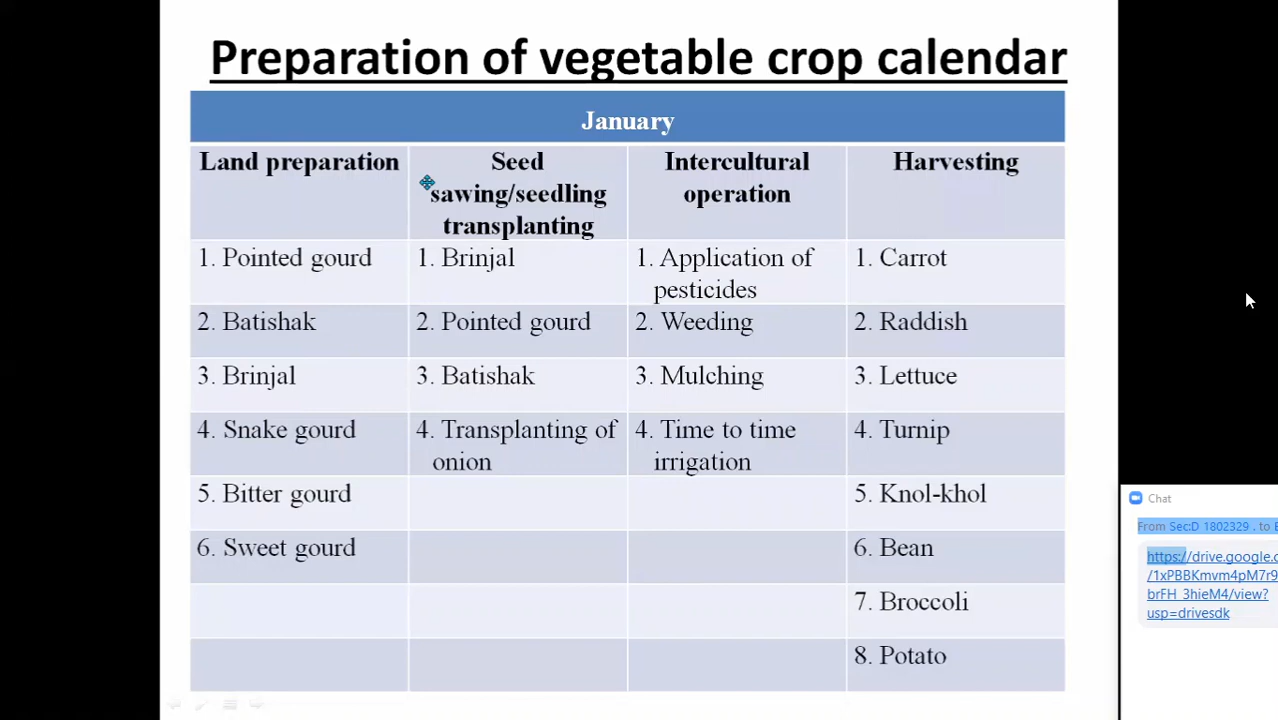 Preparation of vegetable crop calendar
January
Land preparation
Seed
sawing/seedling
transplanting
Intercultural
operation
Harvesting
1. Pointed gourd
1. Brinjal
1. Application of
pesticides
1. Carrot
2. Batishak
2. Pointed gourd
2. Weeding
2. Raddish
3. Brinjal
3. Batishak
3. Mulching
3. Lettuce
4. Snake gourd
4. Transplanting of
onion
4. Time to time
irrigation
4. Turnip
5. Bitter gourd
5. Knol-khol
6. Sweet gourd
6. Bean
7. Broccoli
8. Potato
Chat
From Sec:D 1802329 . to
https://drive.google.c
/1xPBBKmvm4pM7r9
brFH_3hieM4/view?
usp=drivesdk